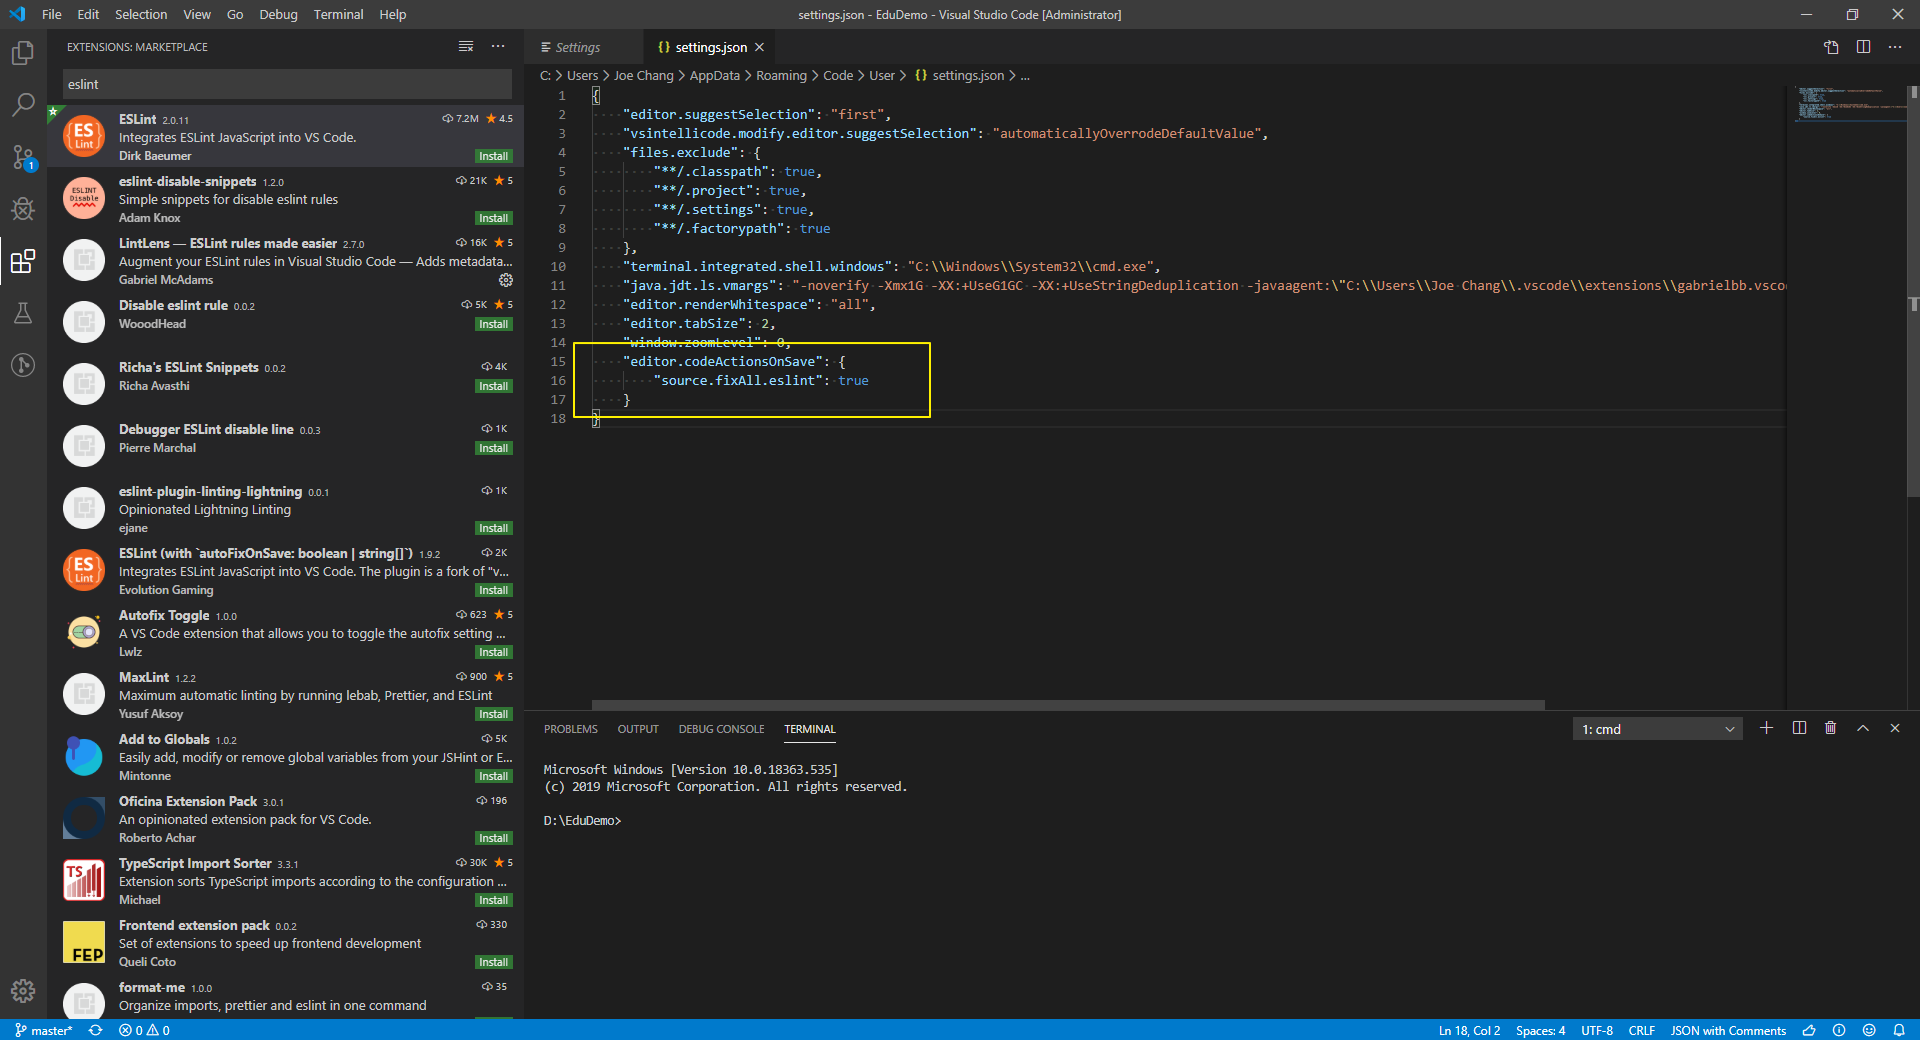 File Edit Selection View Go Debug Terminal Help
settings.json - EduDemo - Visual Studio Code [Administrator]
EXTENSIONS: MARKETPLACE
eslint
ESLint 2.0.11 7.2M 4.5
Integrates ESLint JavaScript into VS Code.
Dirk Baeumer Install
eslint-disable-snippets 1.2.0 21K 5
Simple snippets for disable eslint rules
Adam Knox Install
LintLens — ESLint rules made easier 2.7.0 16K 5
Augment your ESLint rules in Visual Studio Code — Adds metadata...
Gabriel McAdams
Disable eslint rule 0.0.2 5K 5
WooodHead Install
Richa's ESLint Snippets 0.0.2 4K
Richa Avasthi Install
Debugger ESLint disable line 0.0.3 1K
Pierre Marchal Install
eslint-plugin-linting-lightning 0.0.1 1K
Opinionated Lightning Linting
ejane Install
ESLint (with `autoFixOnSave: boolean | string[]`) 1.9.2 2K
Integrates ESLint JavaScript into VS Code. The plugin is a fork of "v...
Evolution Gaming Install
Autofix Toggle 1.0.0 623 5
A VS Code extension that allows you to toggle the autofix setting ...
Lwlz Install
MaxLint 1.2.2 900 5
Maximum automatic linting by running lebab, Prettier, and ESLint
Yusuf Aksoy Install
Add to Globals 1.0.2 5K
Easily add, modify or remove global variables from your JSHint or E...
Mintonne Install
Oficina Extension Pack 3.0.1 196
An opinionated extension pack for VS Code.
Roberto Achar Install
TypeScript Import Sorter 3.3.1 30K 5
Extension sorts TypeScript imports according to the configuration ...
Michael Install
Frontend extension pack 0.0.2 330
Set of extensions to speed up frontend development
Queli Coto Install
format-me 1.0.0 35
Organize imports, prettier and eslint in one command
ES Lint
ESLINT Disable
ES Lint
TS
FEP
1
Settings {} settings.json
C: > Users > Joe Chang > AppData > Roaming > Code > User > {} settings.json > ...
1 {
2 "editor.suggestSelection": "first",
3 "vsintellicode.modify.editor.suggestSelection": "automaticallyOverrodeDefaultValue",
4 "files.exclude": {
5 "**/.classpath": true,
6 "**/.project": true,
7 "**/.settings": true,
8 "**/.factorypath": true
9 },
10 "terminal.integrated.shell.windows": "C:\\Windows\\System32\\cmd.exe",
11 "java.jdt.ls.vmargs": "-noverify -Xmx1G -XX:+UseG1GC -XX:+UseStringDeduplication -javaagent:\"C:\\Users\\Joe Chang\\.vscode\\extensions\\gabrielbb.vscod
12 "editor.renderWhitespace": "all",
13 "editor.tabSize": 2,
14 "window.zoomLevel": 0,
15 "editor.codeActionsOnSave": {
16 "source.fixAll.eslint": true
17 }
18 }
PROBLEMS OUTPUT DEBUG CONSOLE TERMINAL
1: cmd
Microsoft Windows [Version 10.0.18363.535]
(c) 2019 Microsoft Corporation. All rights reserved.
D:\EduDemo>
master* 0 0
Ln 18, Col 2 Spaces: 4 UTF-8 CRLF JSON with Comments